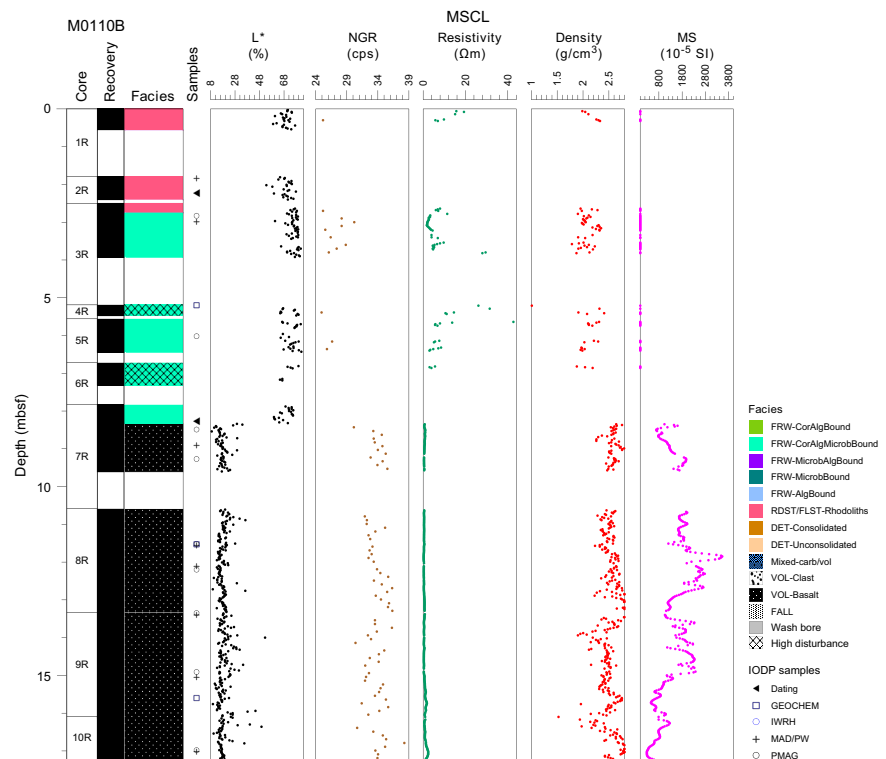 MSCL
M0110B
Core
Recovery
Facies
Samples
L*
(%)
8 28 48 68
NGR
(cps)
24 29 34 39
Resistivity
(Ωm)
0 20 40
Density
(g/cm³)
1 1.5 2 2.5
MS
(10⁻⁵ SI)
800 1800 2800 3800
Depth (mbsf)
0
5
10
15
1R
2R
3R
4R
5R
6R
7R
8R
9R
10R
Facies
FRW-CorAlgBound
FRW-CorAlgMicrobBound
FRW-MicrobAlgBound
FRW-MicrobBound
FRW-AlgBound
RDST/FLST-Rhodoliths
DET-Consolidated
DET-Unconsolidated
Mixed-carb/vol
VOL-Clast
VOL-Basalt
FALL
Wash bore
High disturbance
IODP samples
Dating
GEOCHEM
IWRH
MAD/PW
PMAG